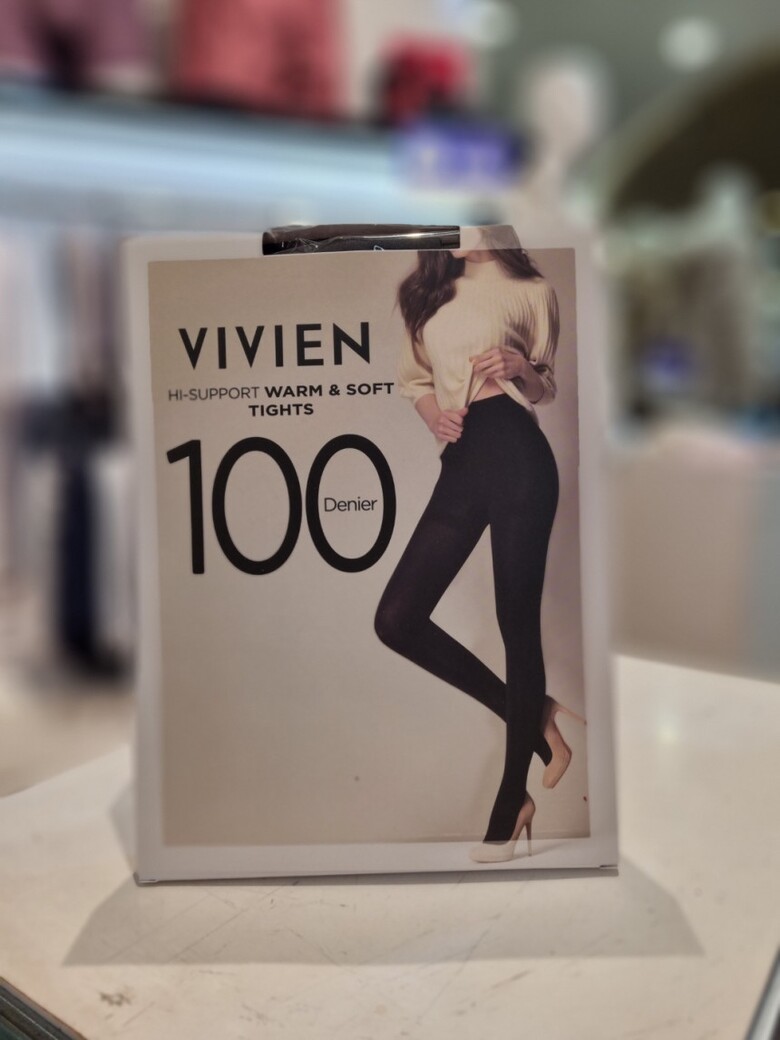 VIVIEN
HI-SUPPORT WARM & SOFT
TIGHTS
100
Denier